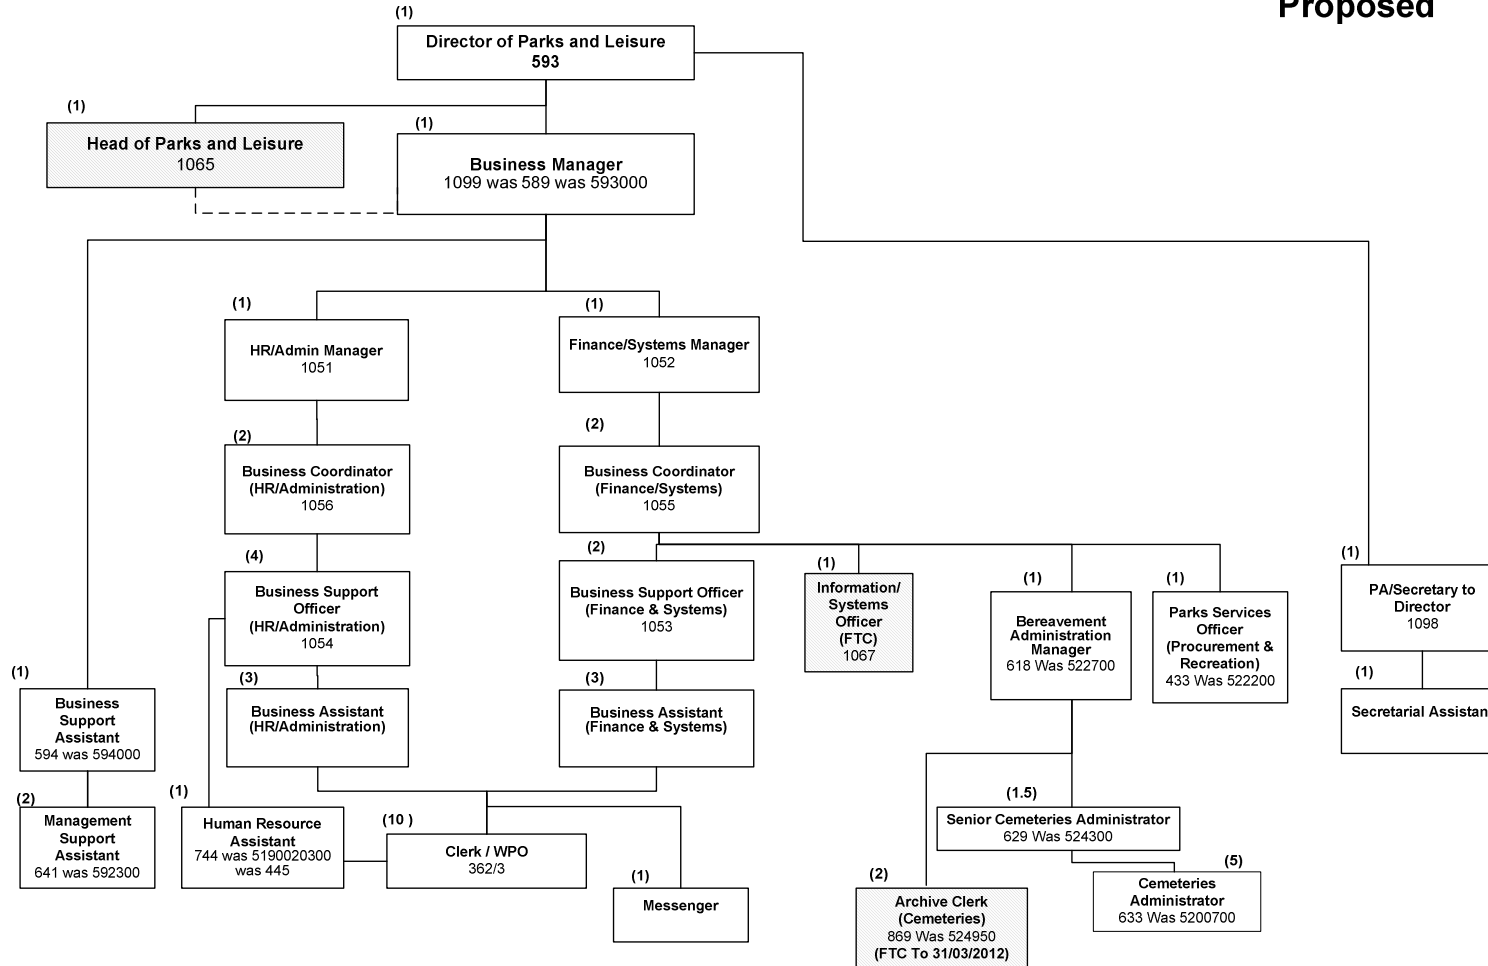 Proposed
(1)
Director of Parks and Leisure
593
(1)
Head of Parks and Leisure
1065
(1)
Business Manager
1099 was 589 was 593000
(1)
HR/Admin Manager
1051
(1)
Finance/Systems Manager
1052
(2)
Business Coordinator
(HR/Administration)
1056
(2)
Business Coordinator
(Finance/Systems)
1055
(4)
Business Support
Officer
(HR/Administration)
1054
(2)
Business Support Officer
(Finance & Systems)
1053
(1)
Information/
Systems
Officer
(FTC)
1067
(1)
Bereavement
Administration
Manager
618 Was 522700
(1)
Parks Services
Officer
(Procurement &
Recreation)
433 Was 522200
(1)
PA/Secretary to
Director
1098
(1)
Secretarial Assistan
(1)
Business
Support
Assistant
594 was 594000
(3)
Business Assistant
(HR/Administration)
(3)
Business Assistant
(Finance & Systems)
(2)
Management
Support
Assistant
641 was 592300
(1)
Human Resource
Assistant
744 was 5190020300
was 445
(10 )
Clerk / WPO
362/3
(1)
Messenger
(1.5)
Senior Cemeteries Administrator
629 Was 524300
(2)
Archive Clerk
(Cemeteries)
869 Was 524950
(FTC To 31/03/2012)
(5)
Cemeteries
Administrator
633 Was 5200700